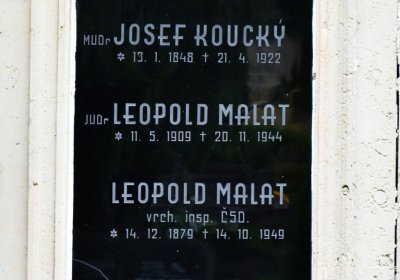 MUDr JOSEF KOUCKÝ
* 13. 1. 1848 † 21. 4. 1922
JUDr LEOPOLD MALAT
* 11. 5. 1909 † 20. 11. 1944
LEOPOLD MALAT
vrch. insp. ČSD.
* 14. 12. 1879 † 14. 10. 1949